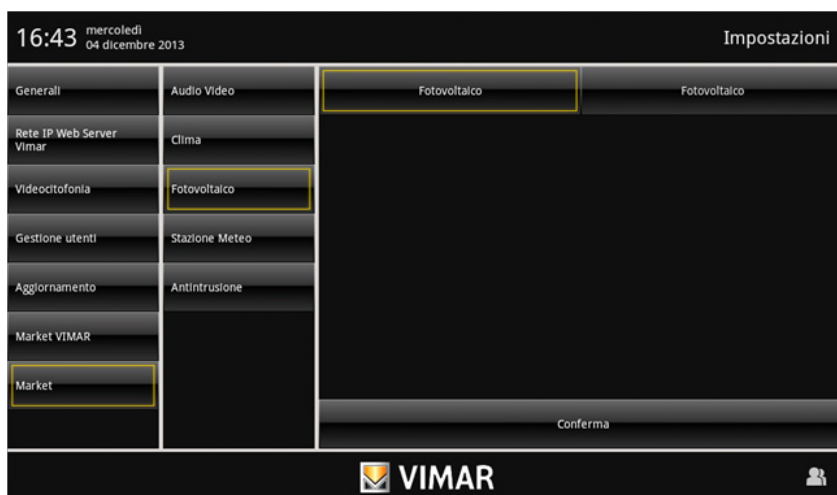 16:43 mercoledì
04 dicembre 2013
Impostazioni
Generali
Rete IP Web Server
Vimar
Videocitofonia
Gestione utenti
Aggiornamento
Market VIMAR
Market
Audio Video
Clima
Fotovoltaico
Stazione Meteo
Antintrusione
Fotovoltaico
Fotovoltaico
Conferma
VIMAR